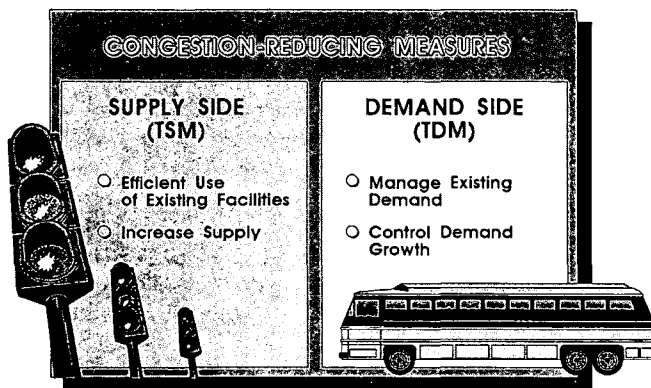 CONGESTION-REDUCING MEASURES
SUPPLY SIDE
(TSM)
○ Efficient Use
of Existing Facilities
○ Increase Supply
DEMAND SIDE
(TDM)
○ Manage Existing
Demand
○ Control Demand
Growth